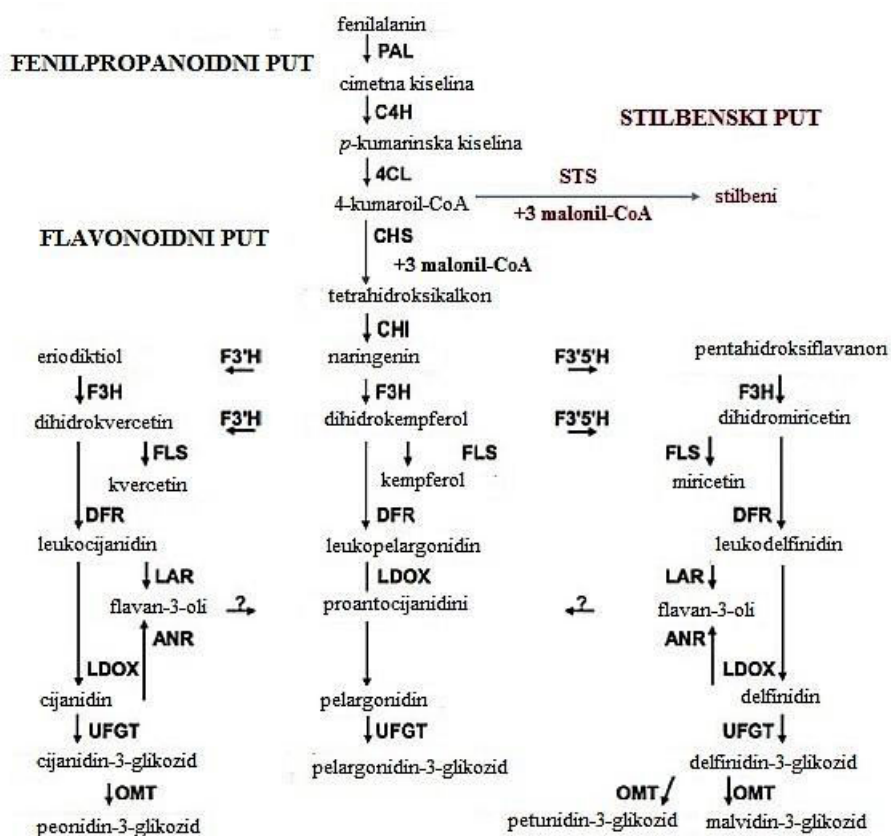 fenilalanin
PAL
FENILPROPANOIDNI PUT
cimetna kiselina
C4H
STILBENSKI PUT
p-kumarinska kiselina
4CL
STS
4-kumaroil-CoA
stilbeni
+3 malonil-CoA
FLAVONOIDNI PUT
CHS
+3 malonil-CoA
tetrahidroksikalkon
CHI
eriodiktiol F3'H naringenin F3'5'H pentahidroksiflavanon
F3H F3H F3H
dihidrokvercetin F3'H dihidrokempferol F3'5'H dihidromiricetin
FLS FLS FLS
kvercetin kempferol miricetin
DFR DFR DFR
leukocijanidin leukopelargonidin leukodelfinidin
LAR LDOX LAR
flavan-3-oli ? proantocijanidini ? flavan-3-oli
ANR ANR
LDOX LDOX
cijanidin pelargonidin delfinidin
UFGT UFGT UFGT
cijanidin-3-glikozid pelargonidin-3-glikozid delfinidin-3-glikozid
OMT OMT OMT
peonidin-3-glikozid petunidin-3-glikozid malvidin-3-glikozid